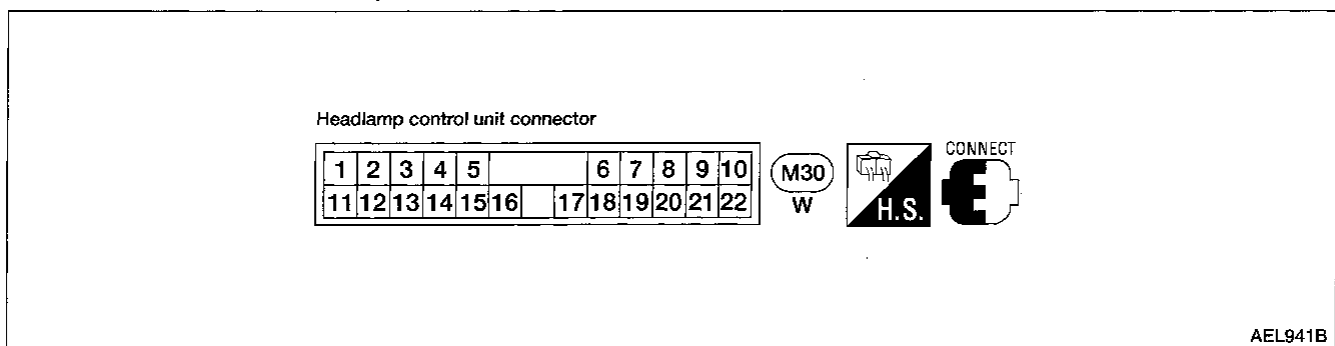 Headlamp control unit connector
CONNECT
1 2 3 4 5 6 7 8 9 10
M30
11 12 13 14 15 16 17 18 19 20 21 22
W
H.S.
AEL941B